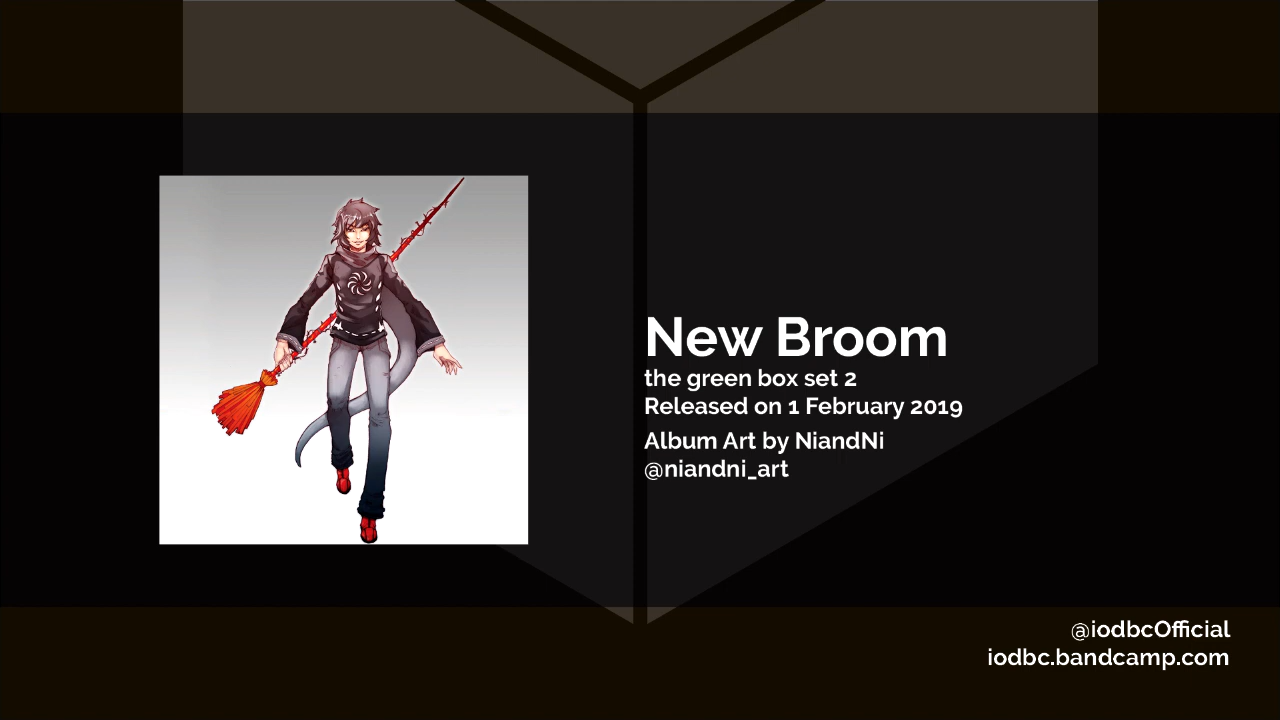 New Broom
the green box set 2
Released on 1 February 2019
Album Art by NiandNi
@niandni_art
@iodbcOfficial
iodbc.bandcamp.com